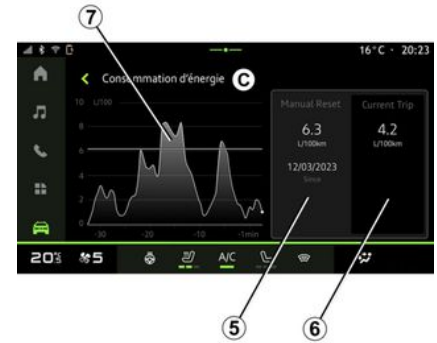 7
16°C · 20:23
Consommation d'énergie C
10 L/100
8
6
4
2
0
-30 -20 -10 -1min
Manual Reset
6.3
L/100km
12/03/2023
Since
Current Trip
4.2
L/100km
20.5 5 A/C
5 6